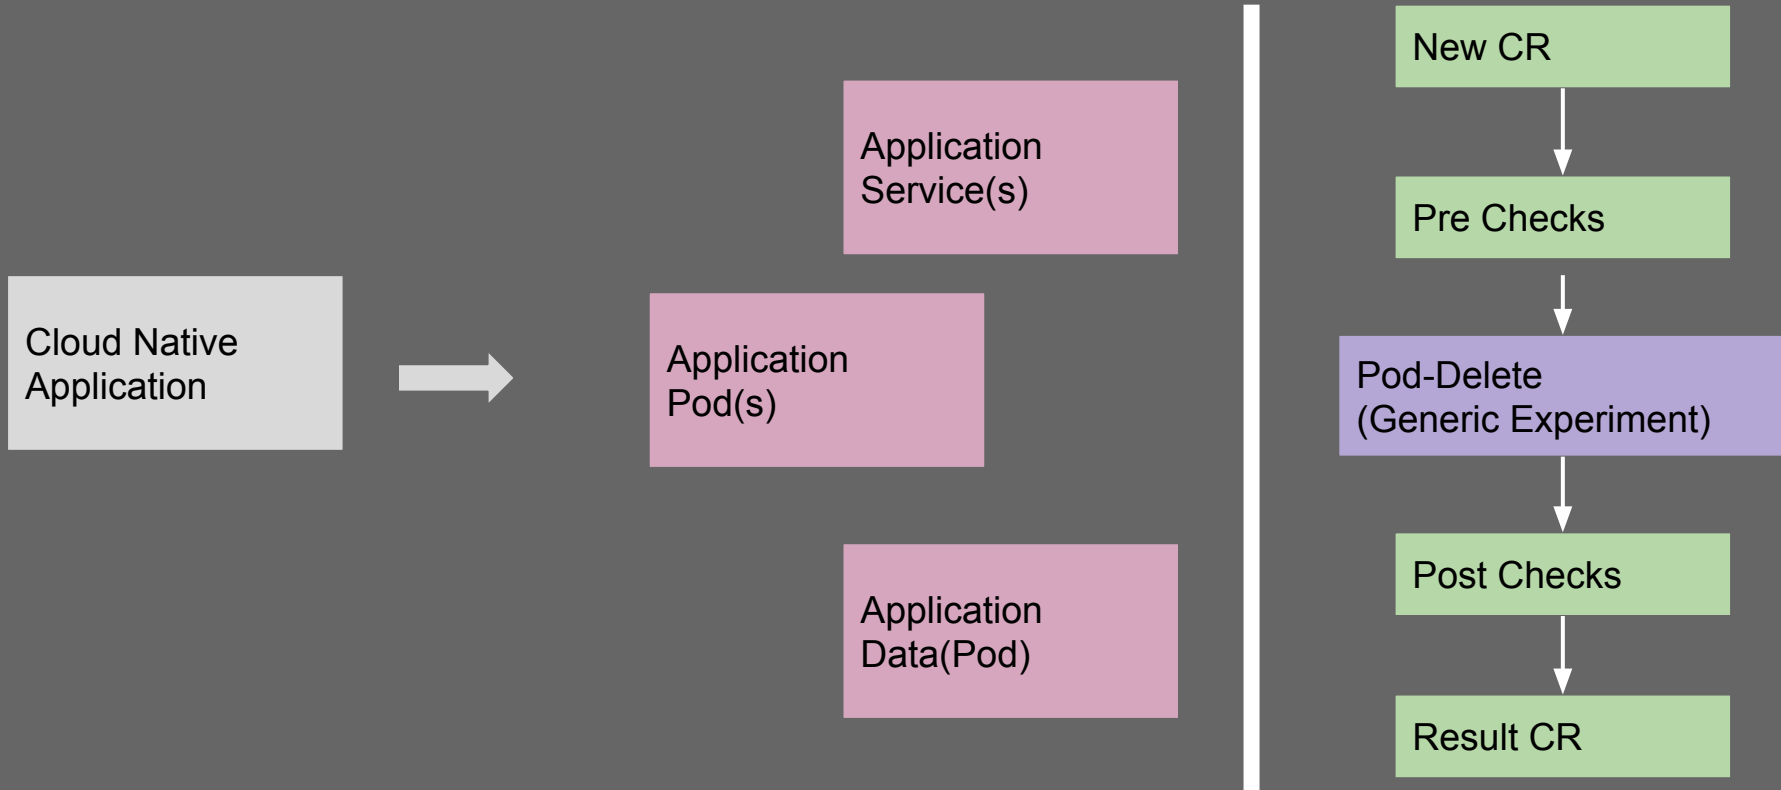 Cloud Native
Application
Application
Service(s)
Application
Pod(s)
Application
Data(Pod)
New CR
Pre Checks
Pod-Delete
(Generic Experiment)
Post Checks
Result CR